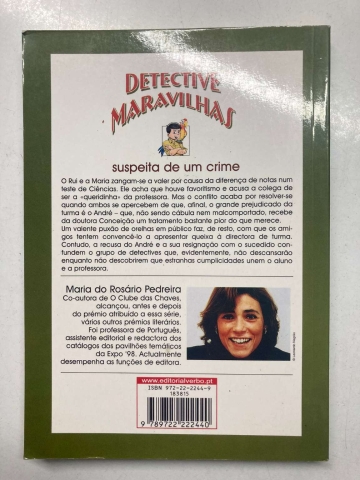 DETECTIVE
MARAVILHAS
suspeita de um crime
O Rui e a Maria zangam-se a valer por causa da diferença de notas num
teste de Ciências. Ele acha que houve favoritismo e acusa a colega de
ser a «queridinha» da professora. Mas o conflito acaba por resolver-se
quando ambos se apercebem de que, afinal, o grande prejudicado da
turma é o André – que, não sendo cábula nem malcomportado, recebe
da doutora Conceição um tratamento bastante pior do que merece.
Um valente puxão de orelhas em público faz, de resto, com que os ami-
gos tentem convencê-lo a apresentar queixa à directora de turma.
Contudo, a recusa do André e a sua resignação com o sucedido con-
fundem o grupo de detectives que, evidentemente, não descansarão
enquanto não descobrirem que estranhas cumplicidades unem o aluno
e a professora.
Maria do Rosário Pedreira
Co-autora de O Clube das Chaves,
alcançou, antes e depois
do prémio atribuído a essa série,
vários outros prémios literários.
Foi professora de Português,
assistente editorial e redactora dos
catálogos dos pavilhões temáticos
da Expo '98. Actualmente
desempenha as funções de editora.
www.editorialverbo.pt
ISBN 972-22-2244-9
183815
9 789722 222440